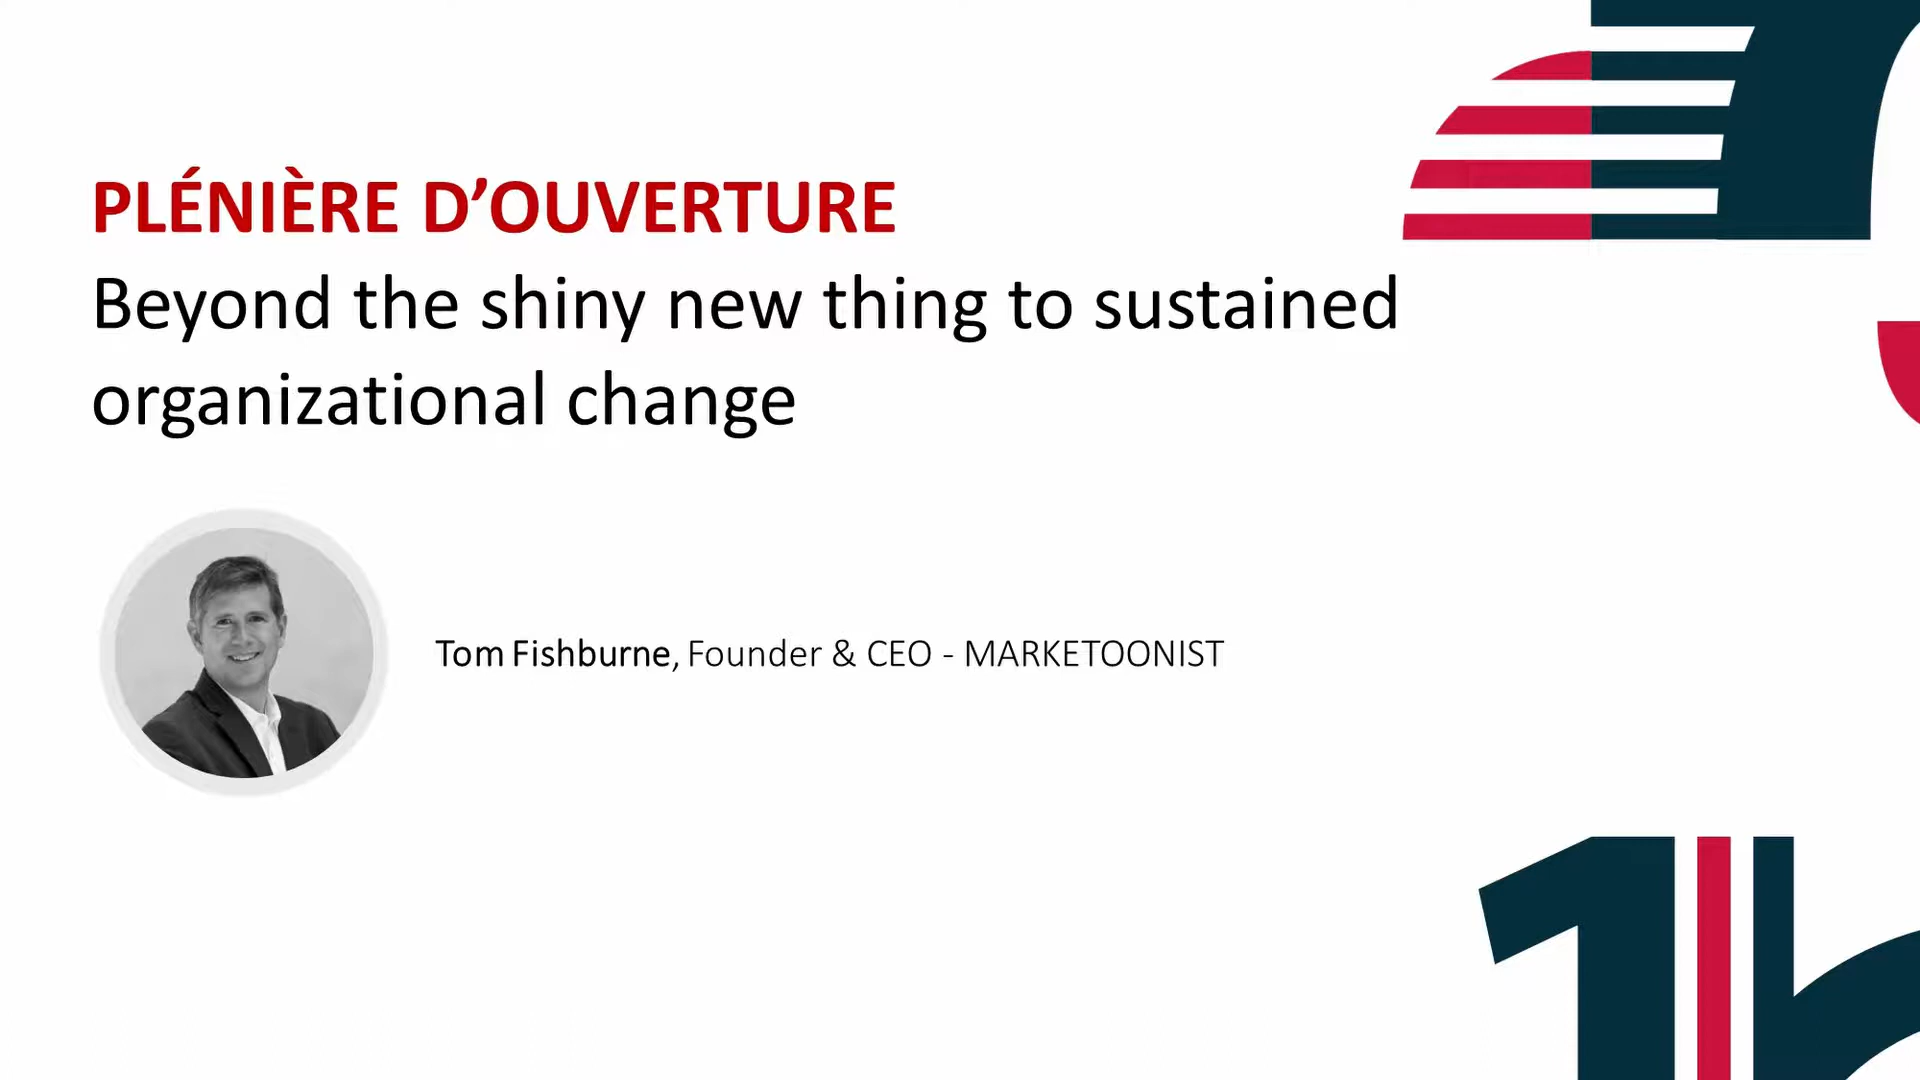 PLÉNIÈRE D’OUVERTURE
Beyond the shiny new thing to sustained
organizational change
Tom Fishburne, Founder & CEO - MARKETOONIST